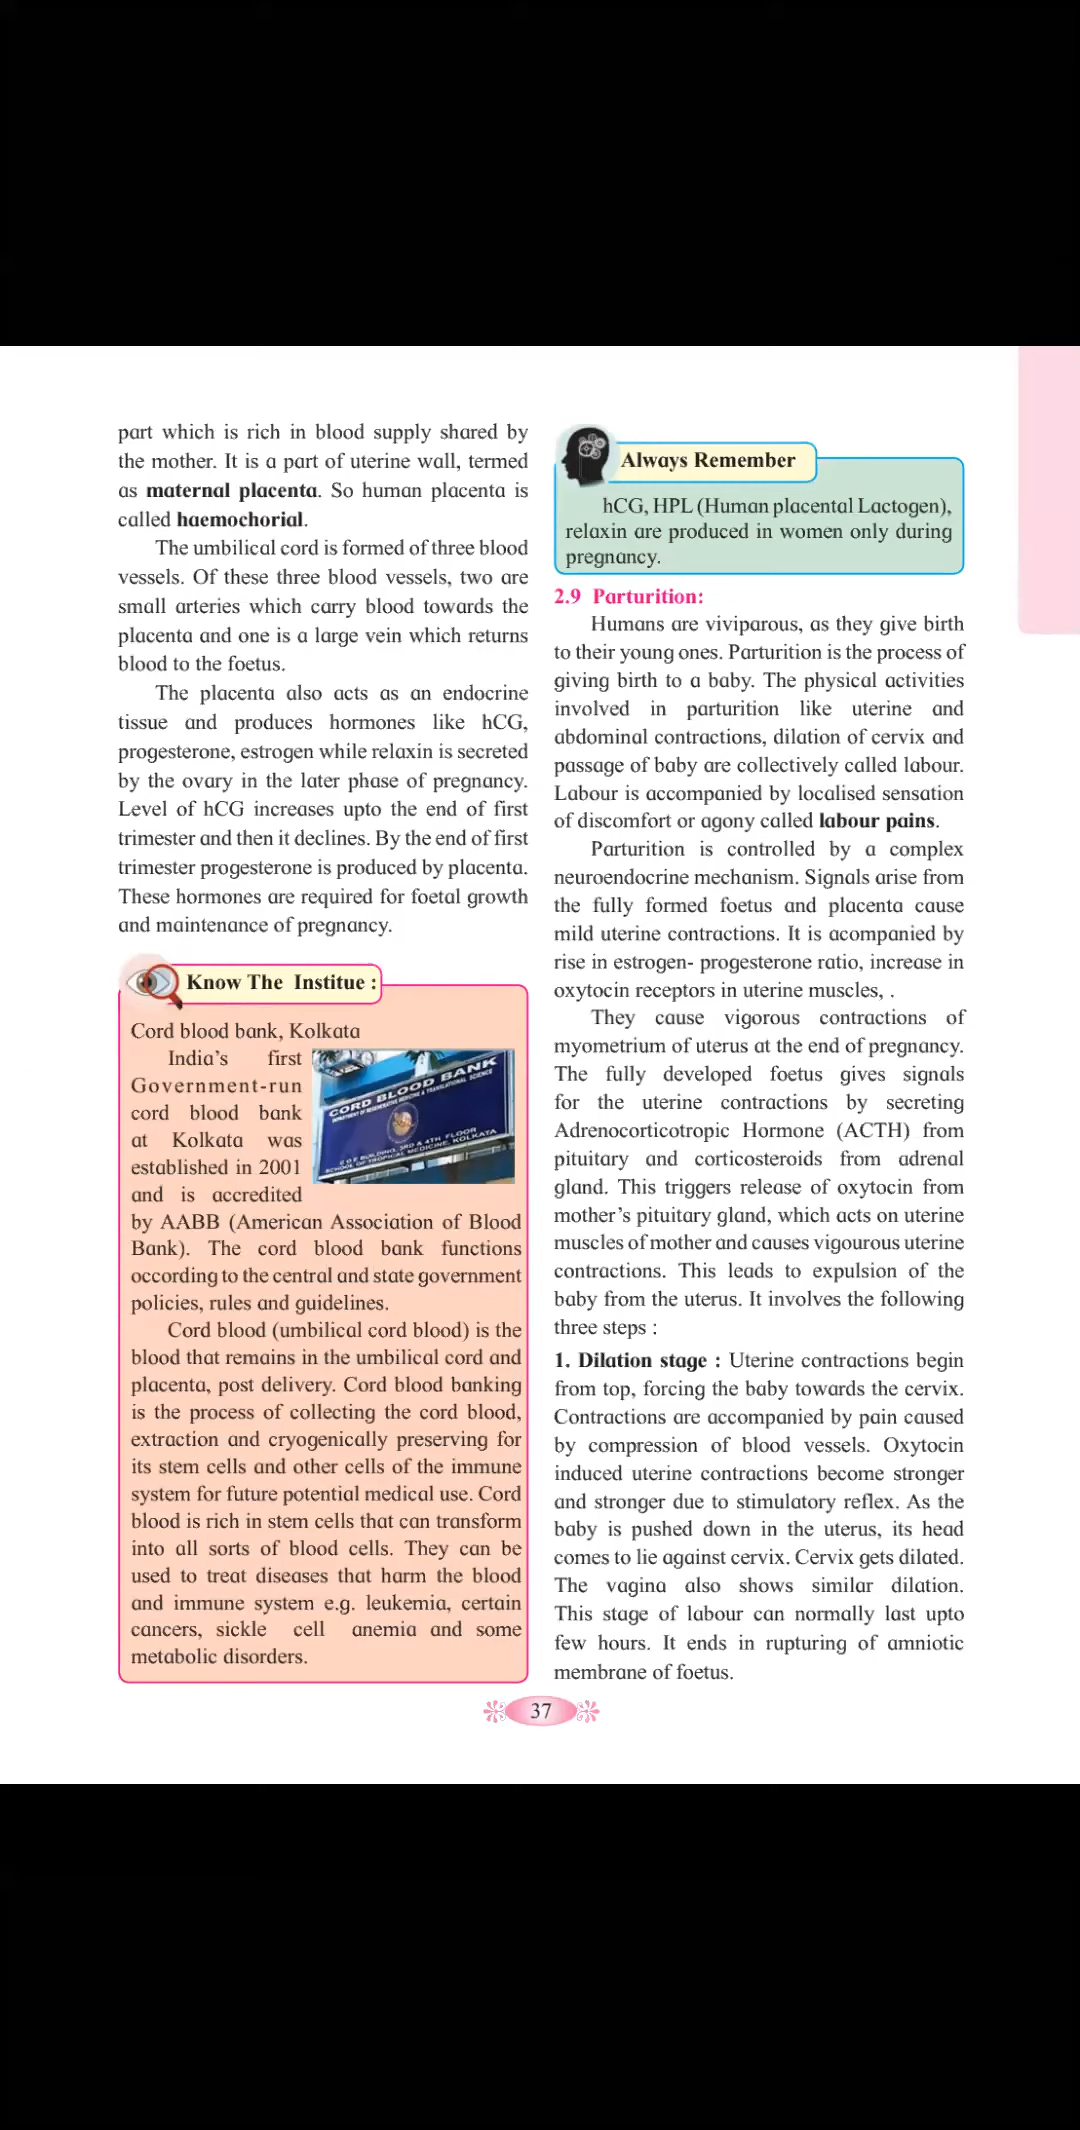 part which is rich in blood supply shared by
the mother. It is a part of uterine wall, termed
as maternal placenta. So human placenta is
called haemochorial.
The umbilical cord is formed of three blood
vessels. Of these three blood vessels, two are
small arteries which carry blood towards the
placenta and one is a large vein which returns
blood to the foetus.
The placenta also acts as an endocrine
tissue and produces hormones like hCG,
progesterone, estrogen while relaxin is secreted
by the ovary in the later phase of pregnancy.
Level of hCG increases upto the end of first
trimester and then it declines. By the end of first
trimester progesterone is produced by placenta.
These hormones are required for foetal growth
and maintenance of pregnancy.
Know The Institue :
Cord blood bank, Kolkata
India's first
Government-run
cord blood bank
at Kolkata was
established in 2001
and is accredited
by AABB (American Association of Blood
Bank). The cord blood bank functions
occording to the central and state government
policies, rules and guidelines.
Cord blood (umbilical cord blood) is the
blood that remains in the umbilical cord and
placenta, post delivery. Cord blood banking
is the process of collecting the cord blood,
extraction and cryogenically preserving for
its stem cells and other cells of the immune
system for future potential medical use. Cord
blood is rich in stem cells that can transform
into all sorts of blood cells. They can be
used to treat diseases that harm the blood
and immune system e.g. leukemia, certain
cancers, sickle cell anemia and some
metabolic disorders.
CORD BLOOD BANK
DEPARTMENT OF REGENERATIVE MEDICINE & TRANSLATIONAL SCIENCE
BUILDING, 3RD & 4TH FLOOR
SCHOOL OF TROPICAL MEDICINE, KOLKATA
Always Remember
hCG, HPL (Human placental Lactogen),
relaxin are produced in women only during
pregnancy.
2.9 Parturition:
Humans are viviparous, as they give birth
to their young ones. Parturition is the process of
giving birth to a baby. The physical activities
involved in parturition like uterine and
abdominal contractions, dilation of cervix and
passage of baby are collectively called labour.
Labour is accompanied by localised sensation
of discomfort or agony called labour pains.
Parturition is controlled by a complex
neuroendocrine mechanism. Signals arise from
the fully formed foetus and placenta cause
mild uterine contractions. It is acompanied by
rise in estrogen- progesterone ratio, increase in
oxytocin receptors in uterine muscles, .
They cause vigorous contractions of
myometrium of uterus at the end of pregnancy.
The fully developed foetus gives signals
for the uterine contractions by secreting
Adrenocorticotropic Hormone (ACTH) from
pituitary and corticosteroids from adrenal
gland. This triggers release of oxytocin from
mother's pituitary gland, which acts on uterine
muscles of mother and causes vigourous uterine
contractions. This leads to expulsion of the
baby from the uterus. It involves the following
three steps :
1. Dilation stage : Uterine contractions begin
from top, forcing the baby towards the cervix.
Contractions are accompanied by pain caused
by compression of blood vessels. Oxytocin
induced uterine contractions become stronger
and stronger due to stimulatory reflex. As the
baby is pushed down in the uterus, its head
comes to lie against cervix. Cervix gets dilated.
The vagina also shows similar dilation.
This stage of labour can normally last upto
few hours. It ends in rupturing of amniotic
membrane of foetus.
37